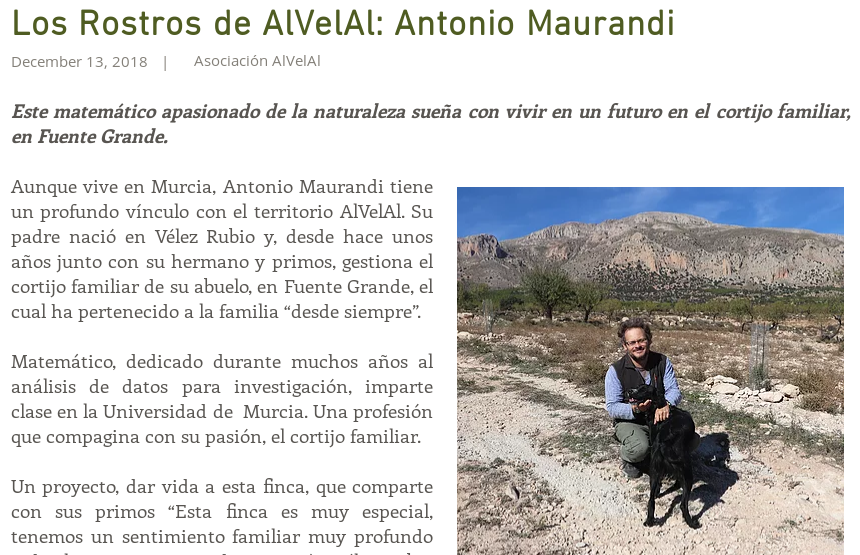 Los Rostros de AlVelAl: Antonio Maurandi
December 13, 2018 | Asociación AlVelAl
Este matemático apasionado de la naturaleza sueña con vivir en un futuro en el cortijo familiar,
en Fuente Grande.
Aunque vive en Murcia, Antonio Maurandi tiene
un profundo vínculo con el territorio AlVelAl. Su
padre nació en Vélez Rubio y, desde hace unos
años junto con su hermano y primos, gestiona el
cortijo familiar de su abuelo, en Fuente Grande, el
cual ha pertenecido a la familia “desde siempre”.
Matemático, dedicado durante muchos años al
análisis de datos para investigación, imparte
clase en la Universidad de Murcia. Una profesión
que compagina con su pasión, el cortijo familiar.
Un proyecto, dar vida a esta finca, que comparte
con sus primos “Esta finca es muy especial,
tenemos un sentimiento familiar muy profundo